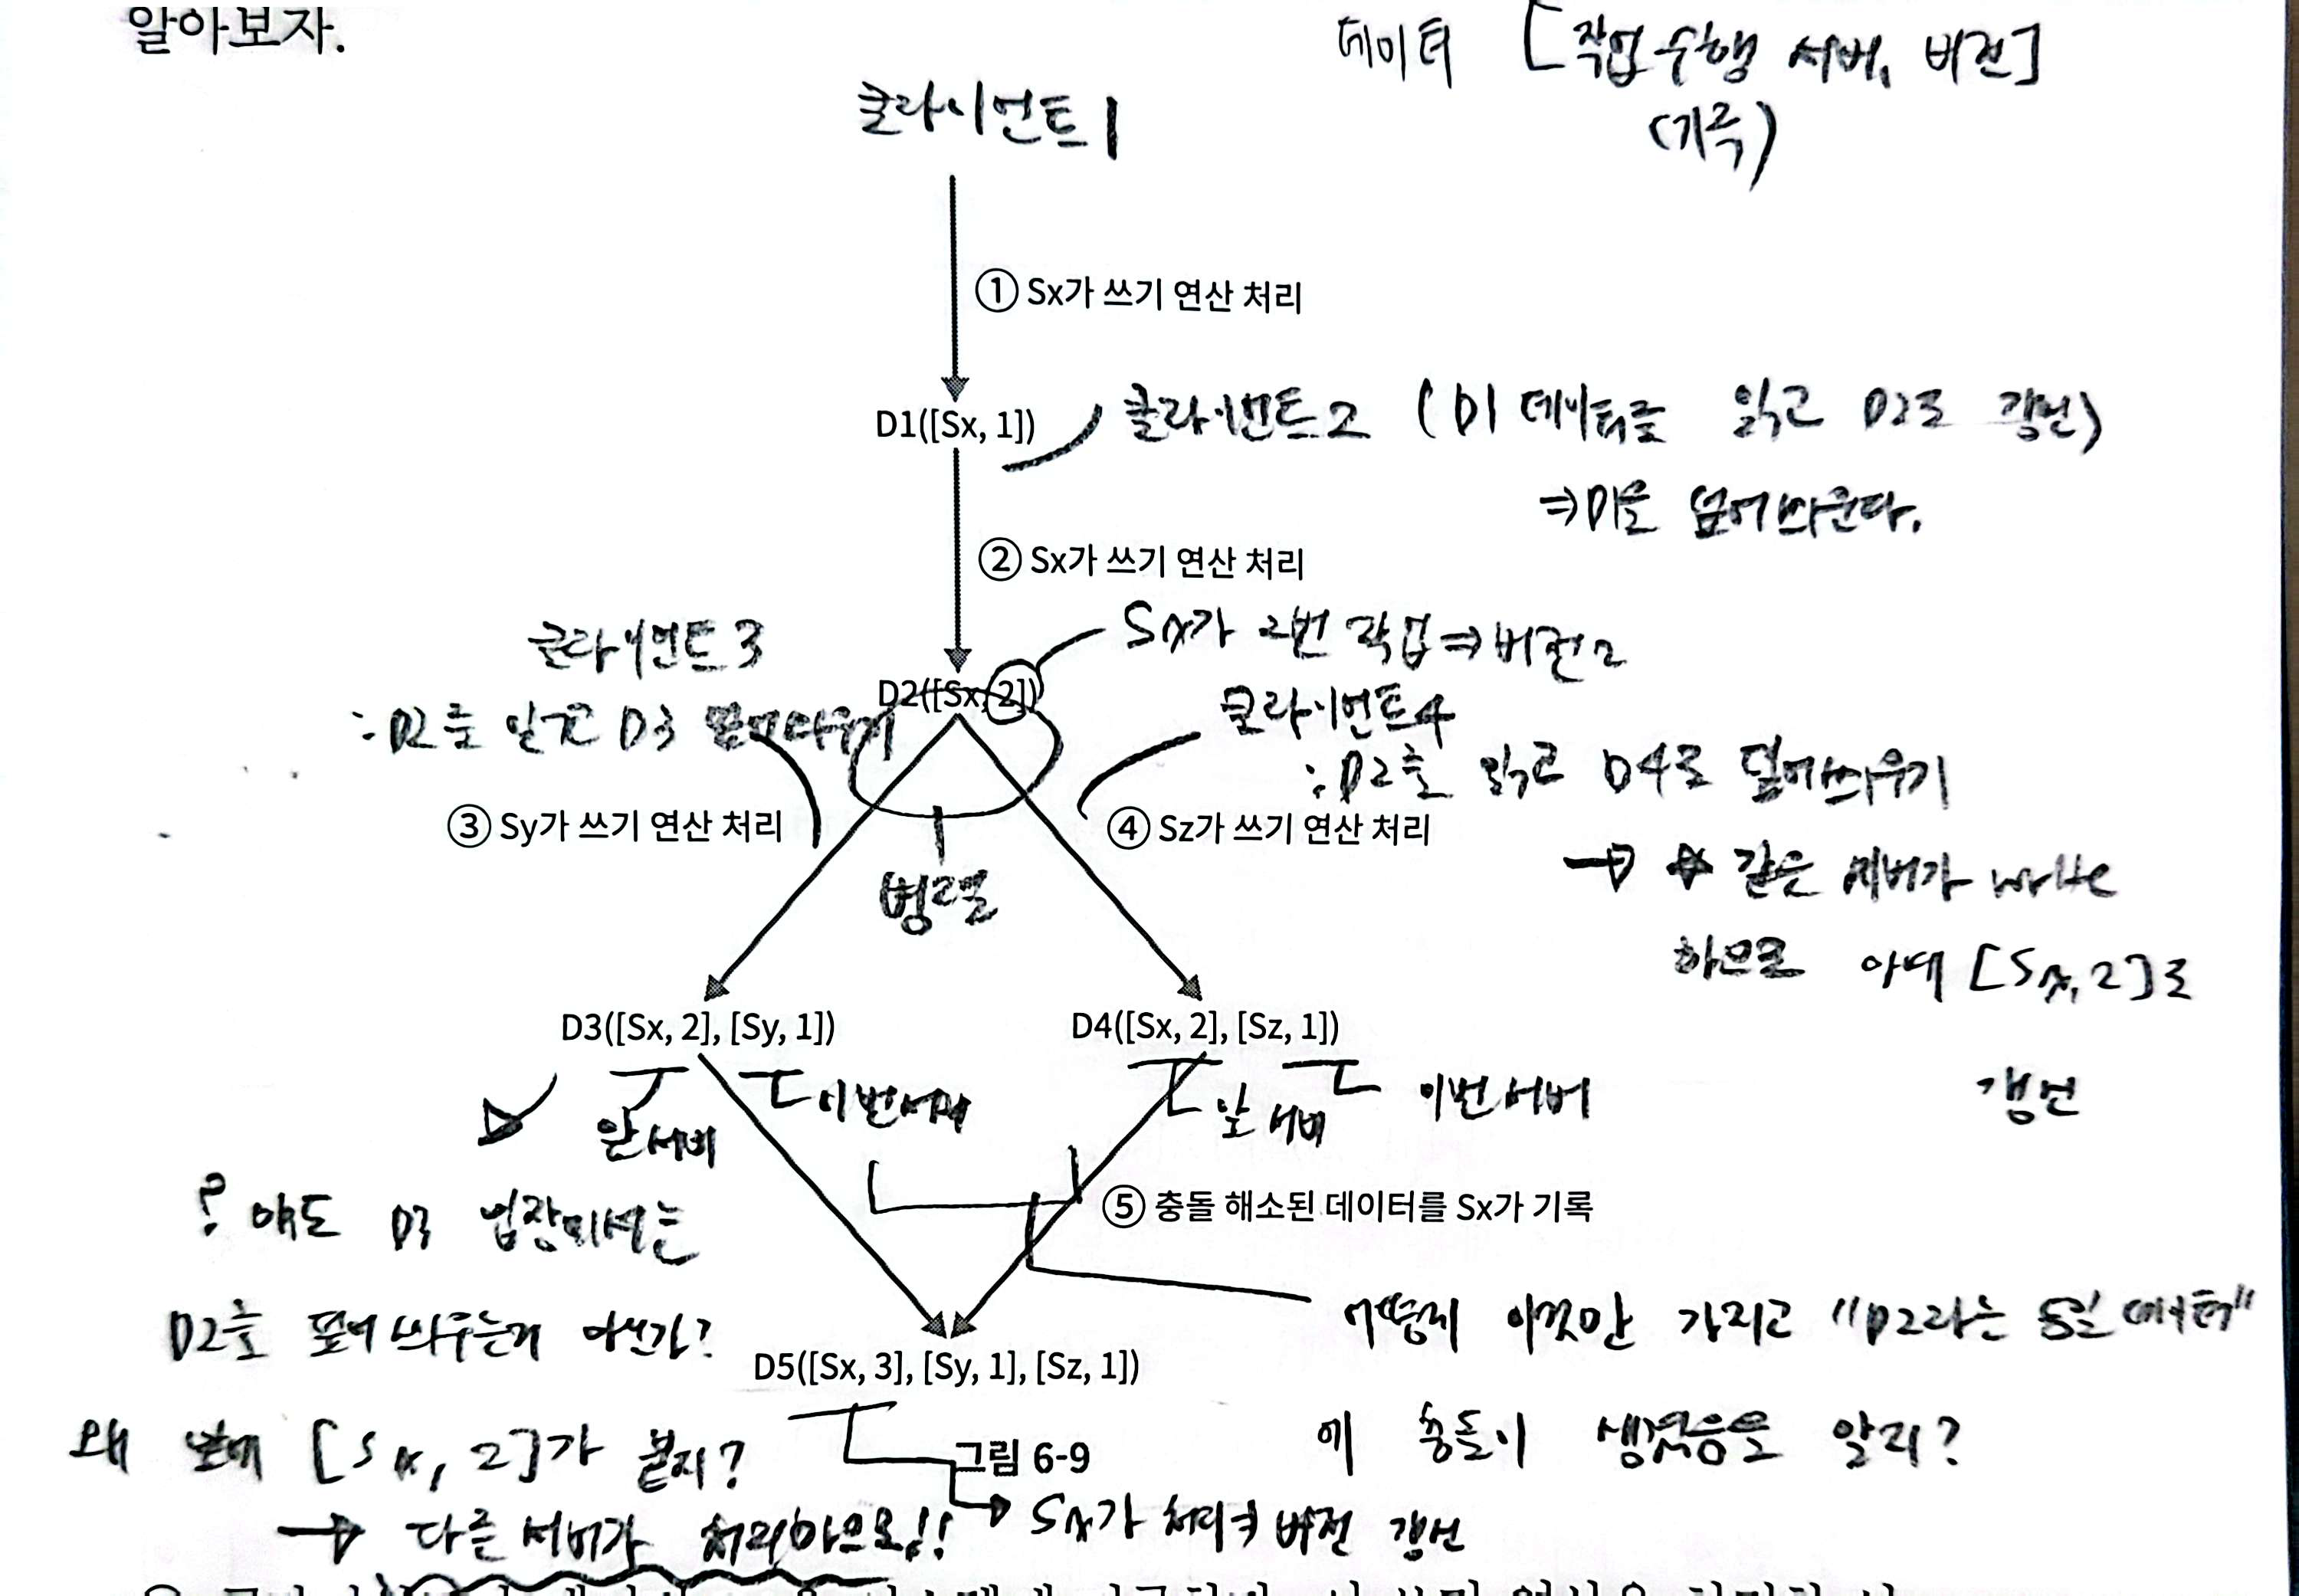 알아보자.
데이터 [작업 수행 서버, 버전]
(기록)
클라이언트1
① Sx가 쓰기 연산 처리
D1([Sx, 1])
클라이언트2 (D1 데이터를 읽고 D2로 갱신)
⇒D1을 덮어씌운다.
② Sx가 쓰기 연산 처리
Sx가 2번 작업⇒버전2
클라이언트3
D2([Sx, 2])
클라이언트4
: D2를 읽고 D3 덮어씌우기
: D2를 읽고 D4로 덮어씌우기
③ Sy가 쓰기 연산 처리
④ Sz가 쓰기 연산 처리
병렬
→ 같은 서버가 write
하므로 아예 [Sx, 2]로
갱신
D3([Sx, 2], [Sy, 1])
D4([Sx, 2], [Sz, 1])
앞 서버 이번 서버
앞 서버 이번 서버
? 얘도 D3 입장에서는
⑤ 충돌 해소된 데이터를 Sx가 기록
D2를 덮어씌우는거 아닌가?
어떻게 이것만 가지고 "D2라는 데이터"
D5([Sx, 3], [Sy, 1], [Sz, 1])
왜 앞에 [Sx, 2]가 붙지?
에 충돌이 생겼음을 알지?
그림 6-9
→ 다른 서버가 처리하므로!!
→ Sx가 처리 버전 갱신